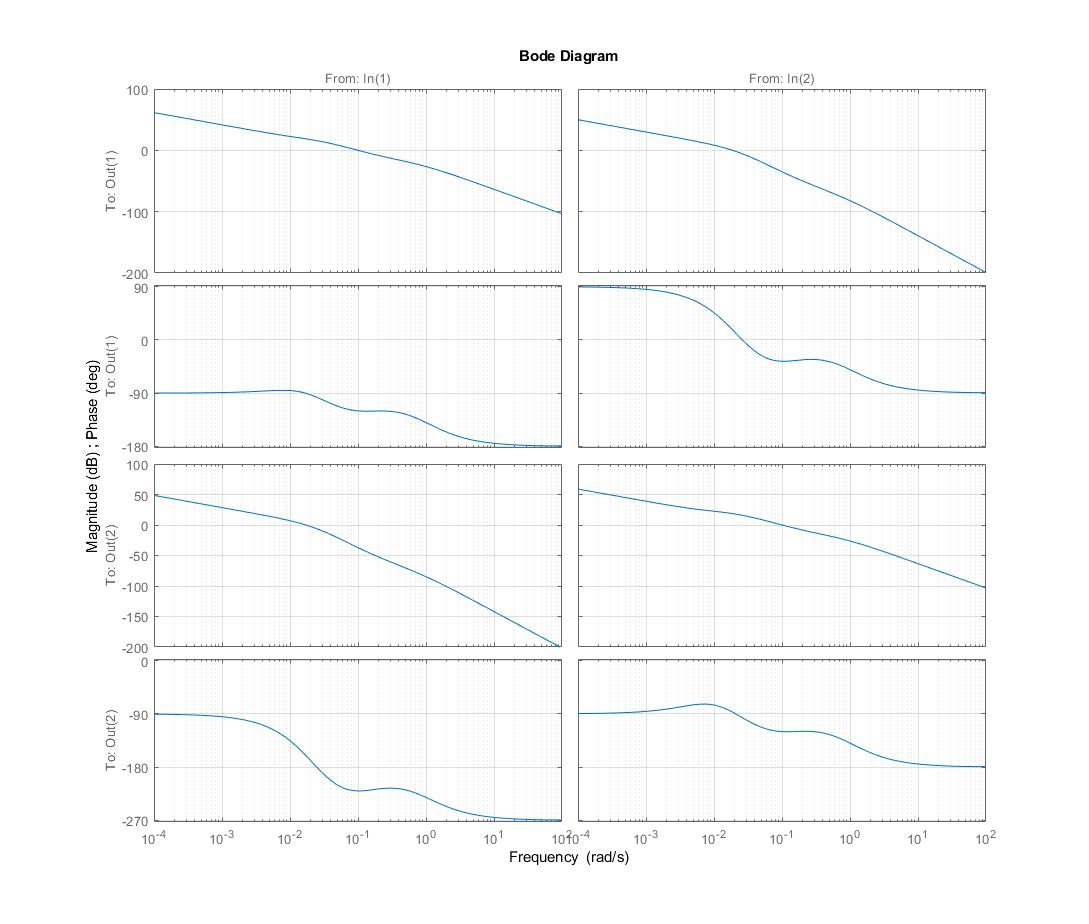 Bode Diagram
From: In(1)
From: In(2)
Magnitude (dB) ; Phase (deg)
To: Out(1)
100
0
-100
-200
To: Out(1)
90
0
-90
-180
To: Out(2)
100
50
0
-50
-100
-150
-200
To: Out(2)
0
-90
-180
-270
10^-4 10^-3 10^-2 10^-1 10^0 10^1 10^2 10^-4 10^-3 10^-2 10^-1 10^0 10^1 10^2
Frequency (rad/s)